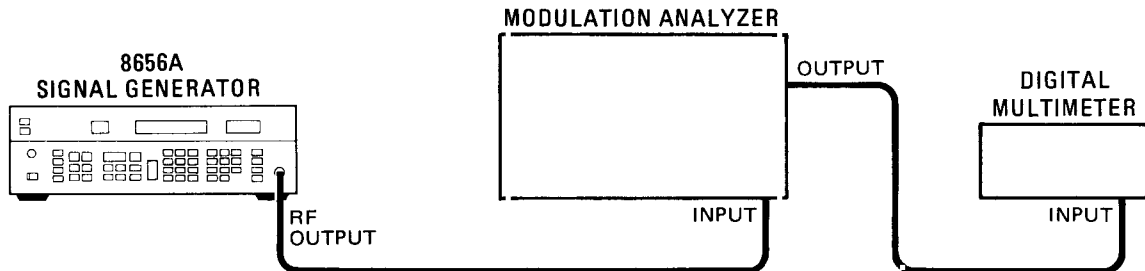 MODULATION ANALYZER
8656A
SIGNAL GENERATOR
OUTPUT
DIGITAL
MULTIMETER
RF
OUTPUT
INPUT
INPUT